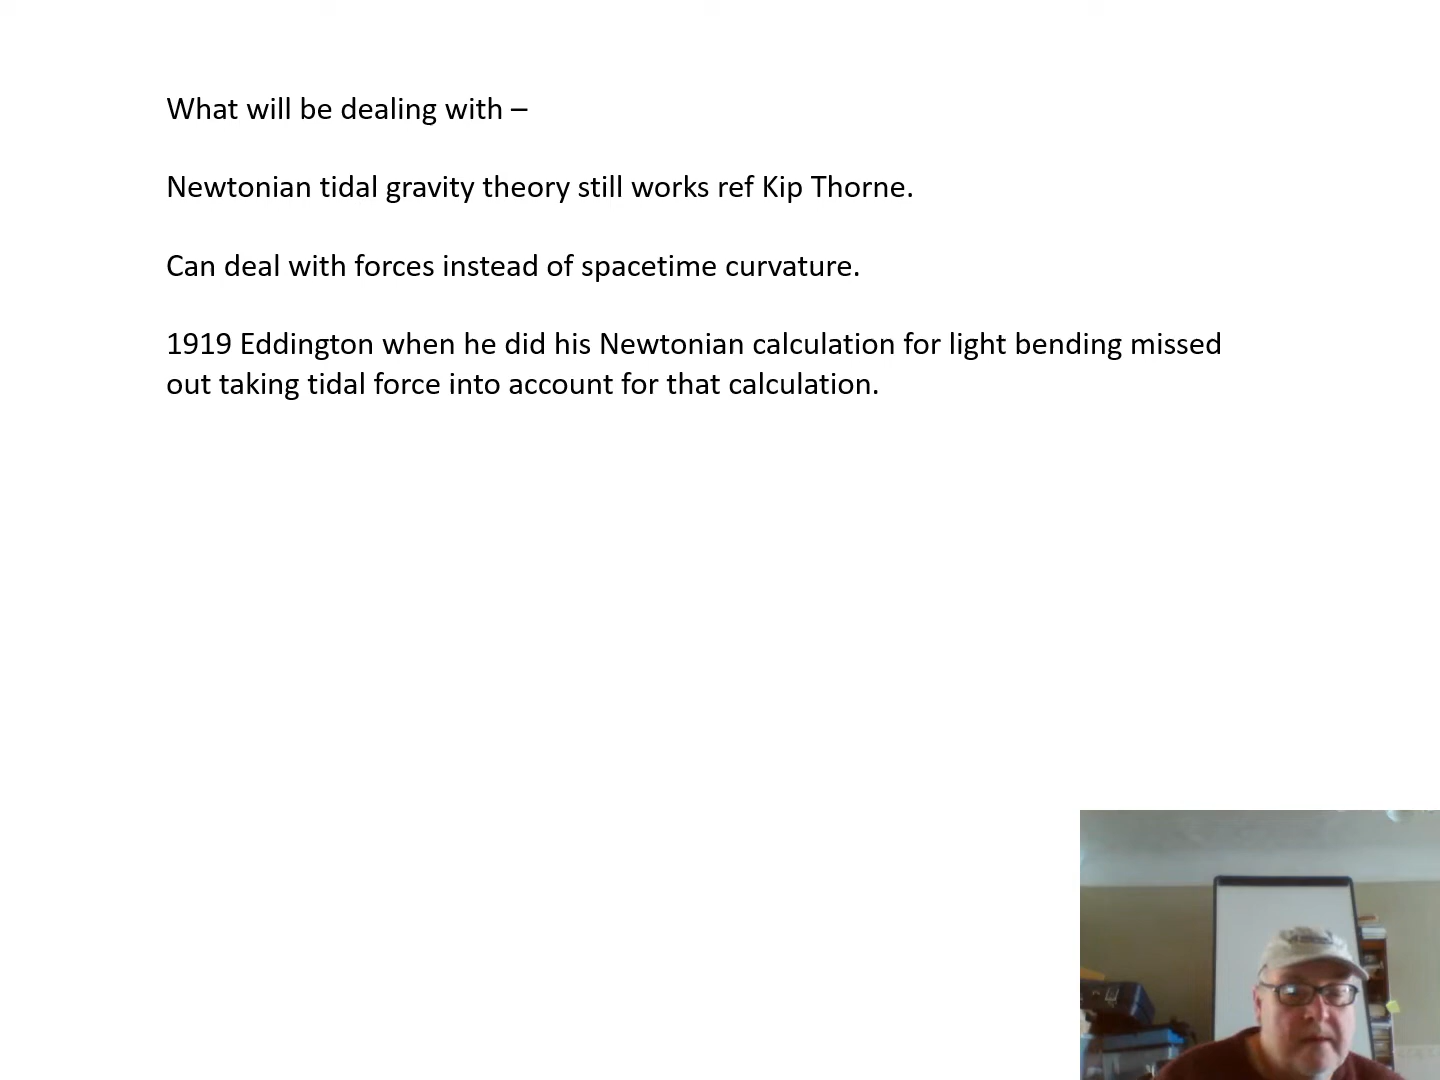 What will be dealing with –
Newtonian tidal gravity theory still works ref Kip Thorne.
Can deal with forces instead of spacetime curvature.
1919 Eddington when he did his Newtonian calculation for light bending missed
out taking tidal force into account for that calculation.